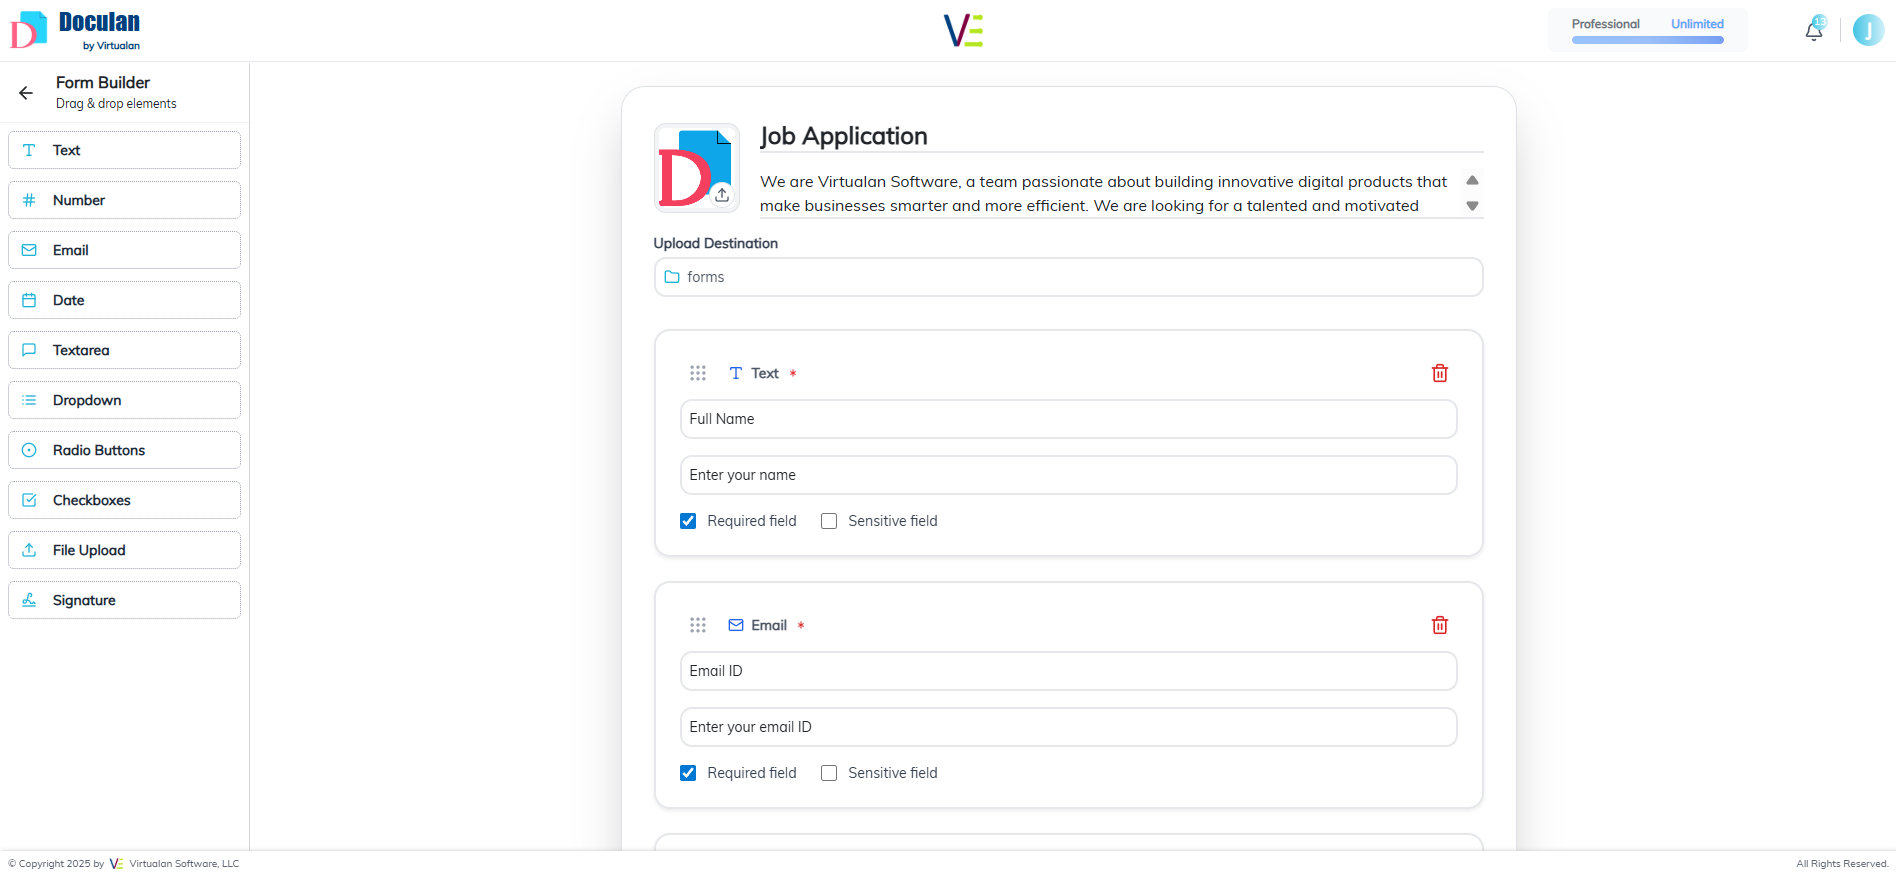 Doculan
by Virtualan
VE
Professional Unlimited
13
J
Form Builder
Drag & drop elements
Text
Number
Email
Date
Textarea
Dropdown
Radio Buttons
Checkboxes
File Upload
Signature
D
Job Application
We are Virtualan Software, a team passionate about building innovative digital products that
make businesses smarter and more efficient. We are looking for a talented and motivated
Upload Destination
forms
Text *
Full Name
Enter your name
Required field Sensitive field
Email *
Email ID
Enter your email ID
Required field Sensitive field
© Copyright 2025 by VE Virtualan Software, LLC
All Rights Reserved.